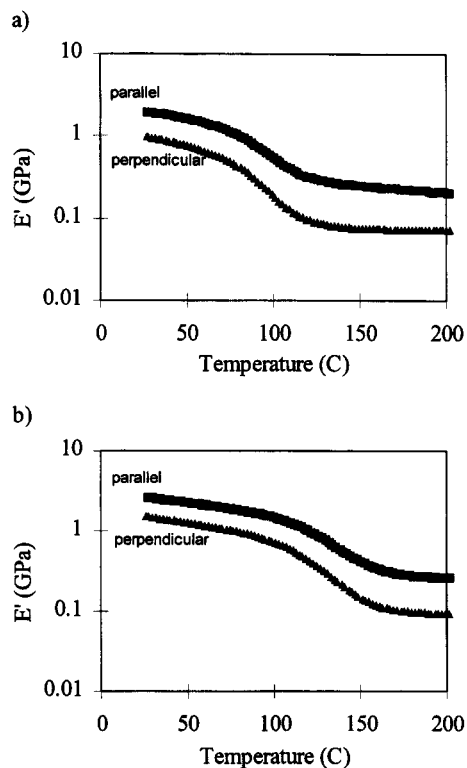 a)
10
parallel
1
perpendicular
E' (GPa)
0.1
0.01
0 50 100 150 200
Temperature (C)
b)
10
parallel
1
perpendicular
E' (GPa)
0.1
0.01
0 50 100 150 200
Temperature (C)